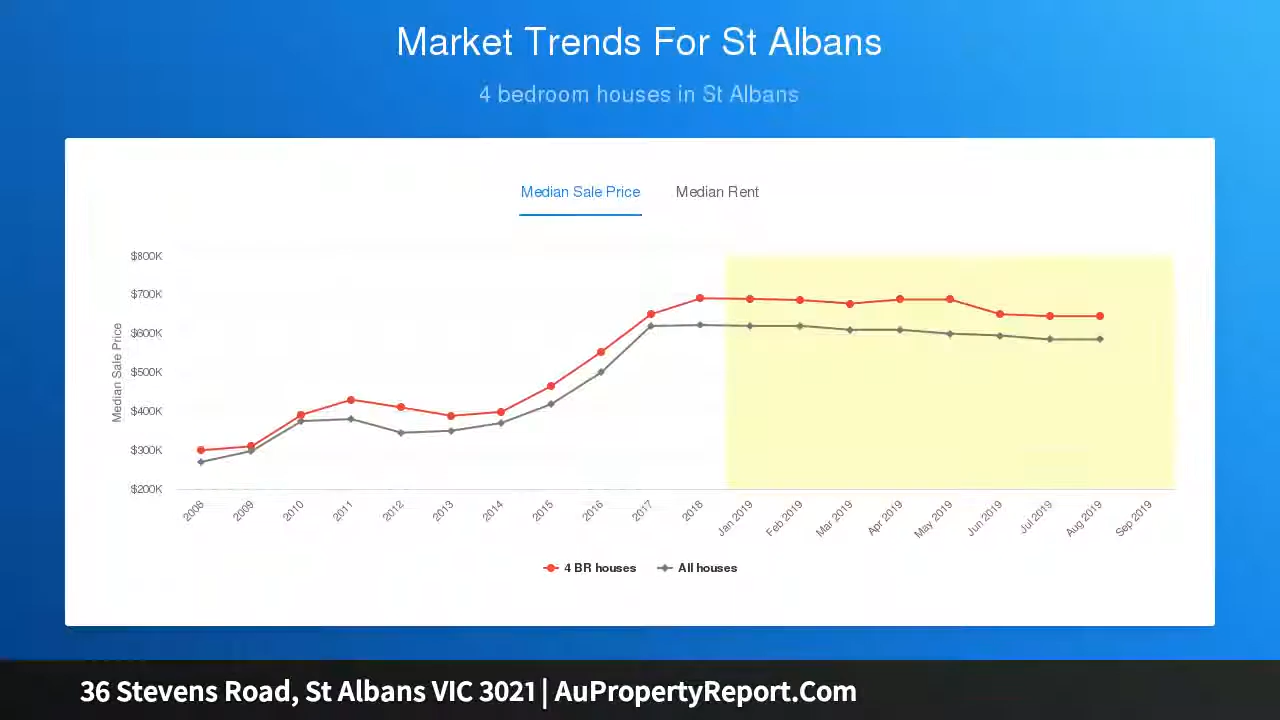 Market Trends For St Albans
4 bedroom houses in St Albans
Median Sale Price
Median Rent
$800K
$700K
$600K
$500K
$400K
$300K
$200K
Median Sale Price
2008
2009
2010
2011
2012
2013
2014
2015
2016
2017
2018
Jan 2019
Feb 2019
Mar 2019
Apr 2019
May 2019
Jun 2019
Jul 2019
Aug 2019
Sep 2019
4 BR houses
All houses
36 Stevens Road, St Albans VIC 3021 | AuPropertyReport.Com